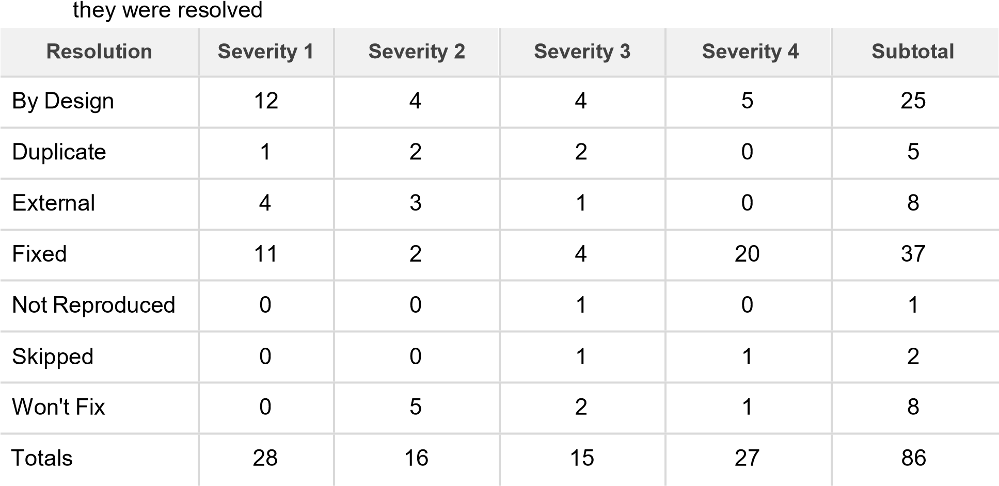 they were resolved
Resolution Severity 1 Severity 2 Severity 3 Severity 4 Subtotal
By Design 12 4 4 5 25
Duplicate 1 2 2 0 5
External 4 3 1 0 8
Fixed 11 2 4 20 37
Not Reproduced 0 0 1 0 1
Skipped 0 0 1 1 2
Won't Fix 0 5 2 1 8
Totals 28 16 15 27 86